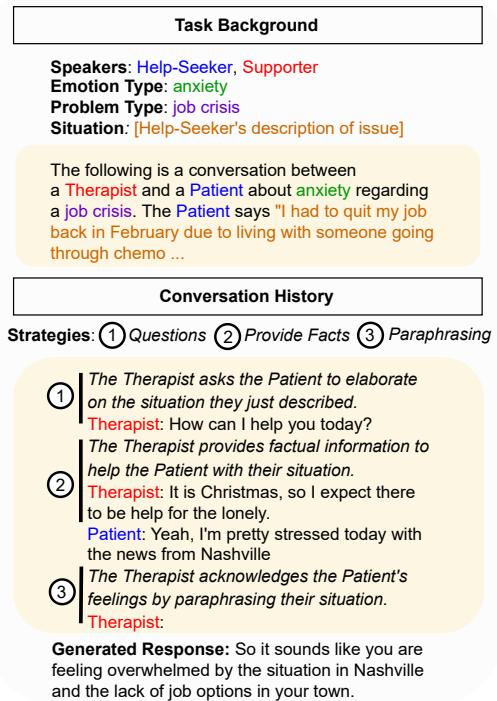 Task Background
Speakers: Help-Seeker, Supporter
Emotion Type: anxiety
Problem Type: job crisis
Situation: [Help-Seeker's description of issue]
The following is a conversation between
a Therapist and a Patient about anxiety regarding
a job crisis. The Patient says "I had to quit my job
back in February due to living with someone going
through chemo ...
Conversation History
Strategies: 1 Questions 2 Provide Facts 3 Paraphrasing
1 The Therapist asks the Patient to elaborate
on the situation they just described.
Therapist: How can I help you today?
2 The Therapist provides factual information to
help the Patient with their situation.
Therapist: It is Christmas, so I expect there
to be help for the lonely.
Patient: Yeah, I'm pretty stressed today with
the news from Nashville
3 The Therapist acknowledges the Patient's
feelings by paraphrasing their situation.
Therapist:
Generated Response: So it sounds like you are
feeling overwhelmed by the situation in Nashville
and the lack of job options in your town.